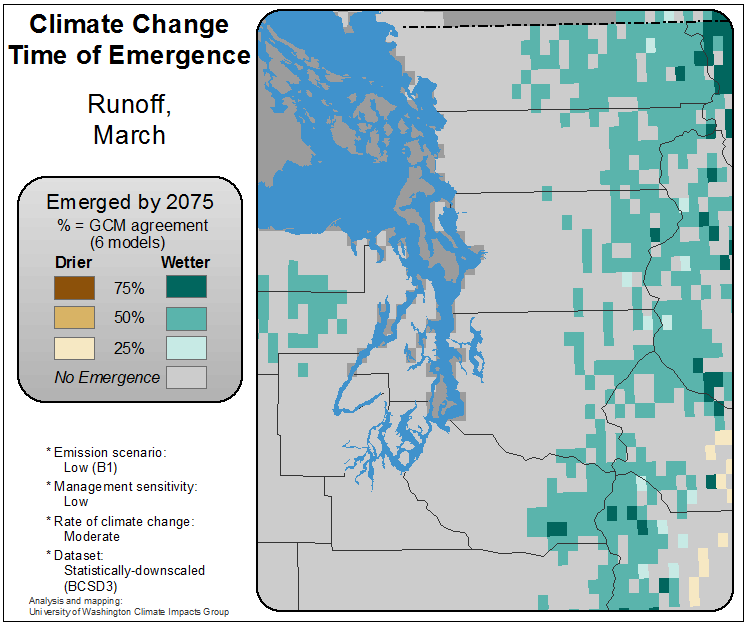 Climate Change
Time of Emergence
Runoff,
March
Emerged by 2075
% = GCM agreement
(6 models)
Drier Wetter
75%
50%
25%
No Emergence
* Emission scenario:
Low (B1)
* Management sensitivity:
Low
* Rate of climate change:
Moderate
* Dataset:
Statistically-downscaled
(BCSD3)
Analysis and mapping:
University of Washington Climate Impacts Group